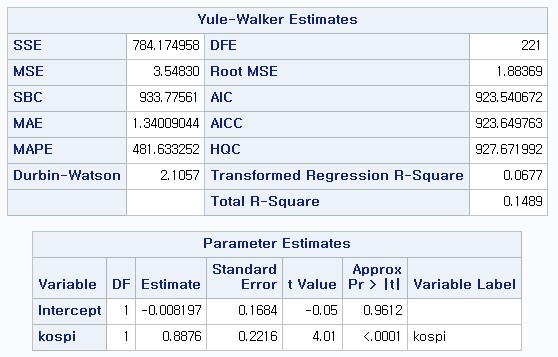 Yule-Walker Estimates
SSE 784.174958 DFE 221
MSE 3.54830 Root MSE 1.88369
SBC 933.77561 AIC 923.540672
MAE 1.34009044 AICC 923.649763
MAPE 481.633252 HQC 927.671992
Durbin-Watson 2.1057 Transformed Regression R-Square 0.0677
Total R-Square 0.1489
Parameter Estimates
Variable DF Estimate Standard Error t Value Approx Pr > |t| Variable Label
Intercept 1 -0.008197 0.1684 -0.05 0.9612
kospi 1 0.8876 0.2216 4.01 <.0001 kospi